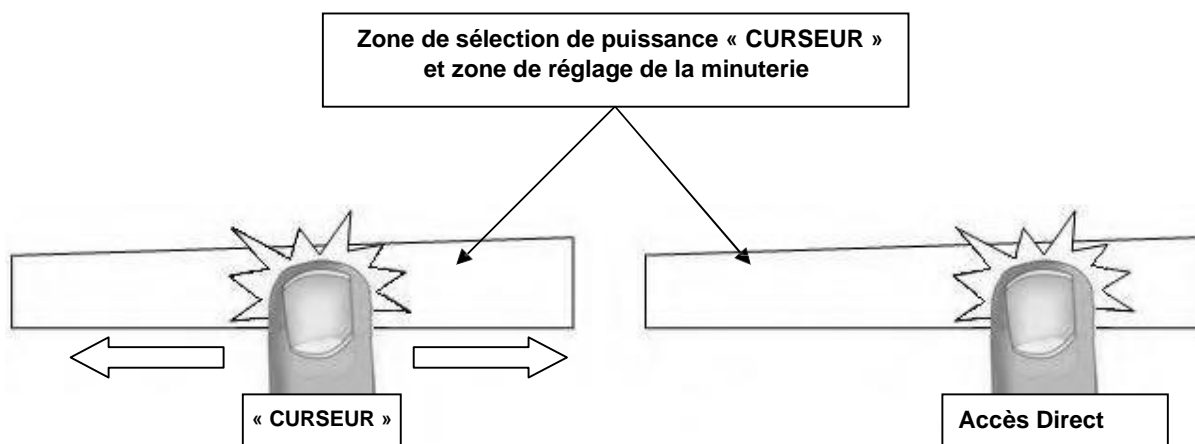 Zone de sélection de puissance « CURSEUR »
et zone de réglage de la minuterie
« CURSEUR »
Accès Direct